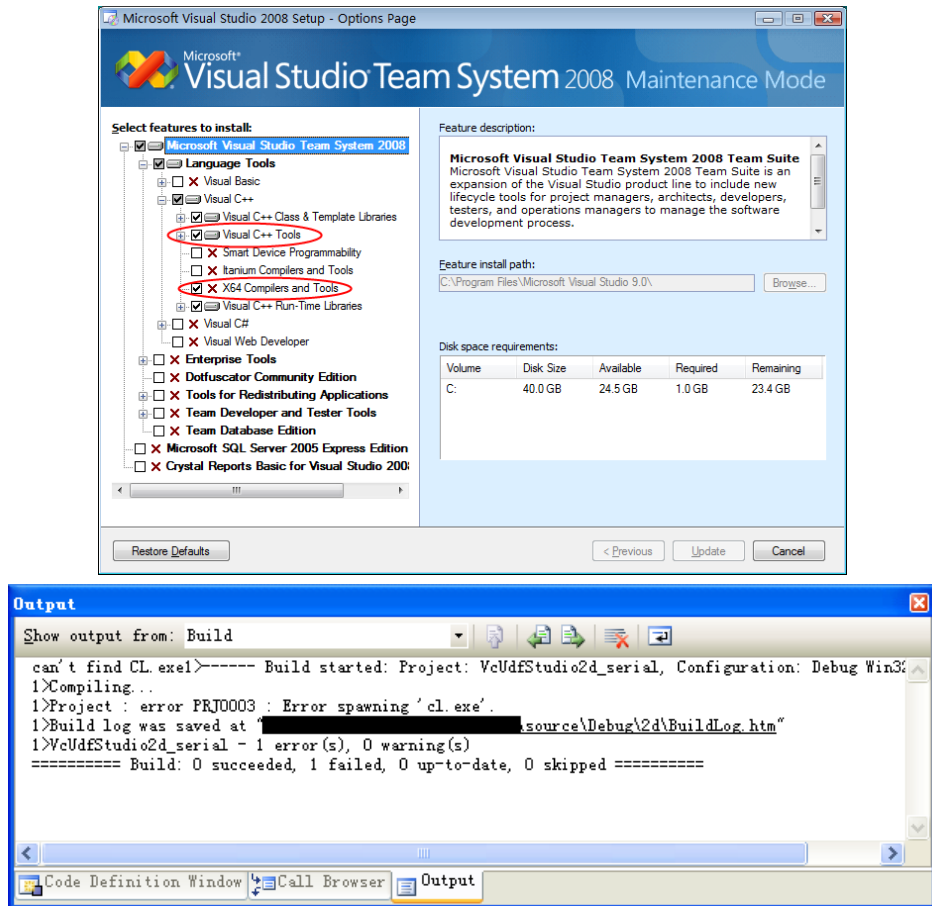 Microsoft Visual Studio 2008 Setup - Options Page
Microsoft®
Visual Studio Team System 2008 Maintenance Mode
Select features to install:
Microsoft Visual Studio Team System 2008
Language Tools
Visual Basic
Visual C++
Visual C++ Class & Template Libraries
Visual C++ Tools
Smart Device Programmability
Itanium Compilers and Tools
X64 Compilers and Tools
Visual C++ Run-Time Libraries
Visual C#
Visual Web Developer
Enterprise Tools
Dotfuscator Community Edition
Tools for Redistributing Applications
Team Developer and Tester Tools
Team Database Edition
Microsoft SQL Server 2005 Express Edition
Crystal Reports Basic for Visual Studio 200
Feature description:
Microsoft Visual Studio Team System 2008 Team Suite
Microsoft Visual Studio Team System 2008 Team Suite is an
expansion of the Visual Studio product line to include new
lifecycle tools for project managers, architects, developers,
testers, and operations managers to manage the software
development process.
Feature install path:
C:\Program Files\Microsoft Visual Studio 9.0\
Browse...
Disk space requirements:
Volume Disk Size Available Required Remaining
C: 40.0 GB 24.5 GB 1.0 GB 23.4 GB
Restore Defaults
< Previous
Update
Cancel
Output
Show output from: Build
can't find CL.exe1>------ Build started: Project: VcUdfStudio2d_serial, Configuration: Debug Win32
1>Compiling...
1>Project : error PRJ0003 : Error spawning 'cl.exe'.
1>Build log was saved at "\source\Debug\2d\BuildLog.htm"
1>VcUdfStudio2d_serial - 1 error(s), 0 warning(s)
========== Build: 0 succeeded, 1 failed, 0 up-to-date, 0 skipped ==========
Code Definition Window
Call Browser
Output